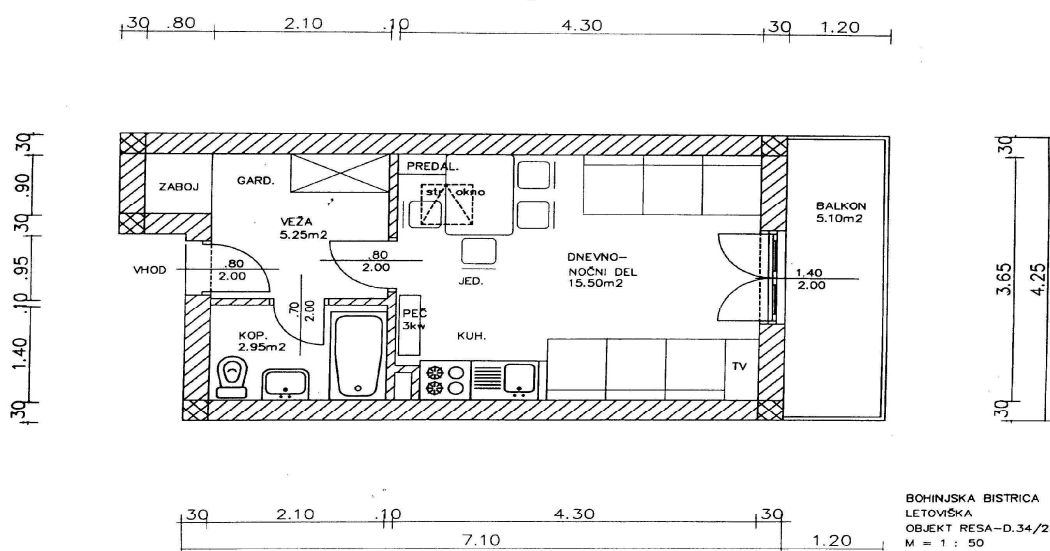 .30 .80 2.10 .10 4.30 .30 1.20
30
.90
30
.95
.10
1.40
30
ZABOJ
GARD.
VEŽA
5.25m2
PREDAL.
str. okno
VHOD
.80
2.00
.80
2.00
.70
2.00
JED.
DNEVNO-
NOČNI DEL
15.50m2
1,40
2.00
BALKON
5.10m2
KOP.
2.95m2
PEČ
3kw
KUH.
TV
30
3.65
30
4.25
.30 2.10 .10 4.30 .30
7.10 1.20
BOHINJSKA BISTRICA
LETOVIŠKA
OBJEKT RESA-D.34/2
M = 1 : 50